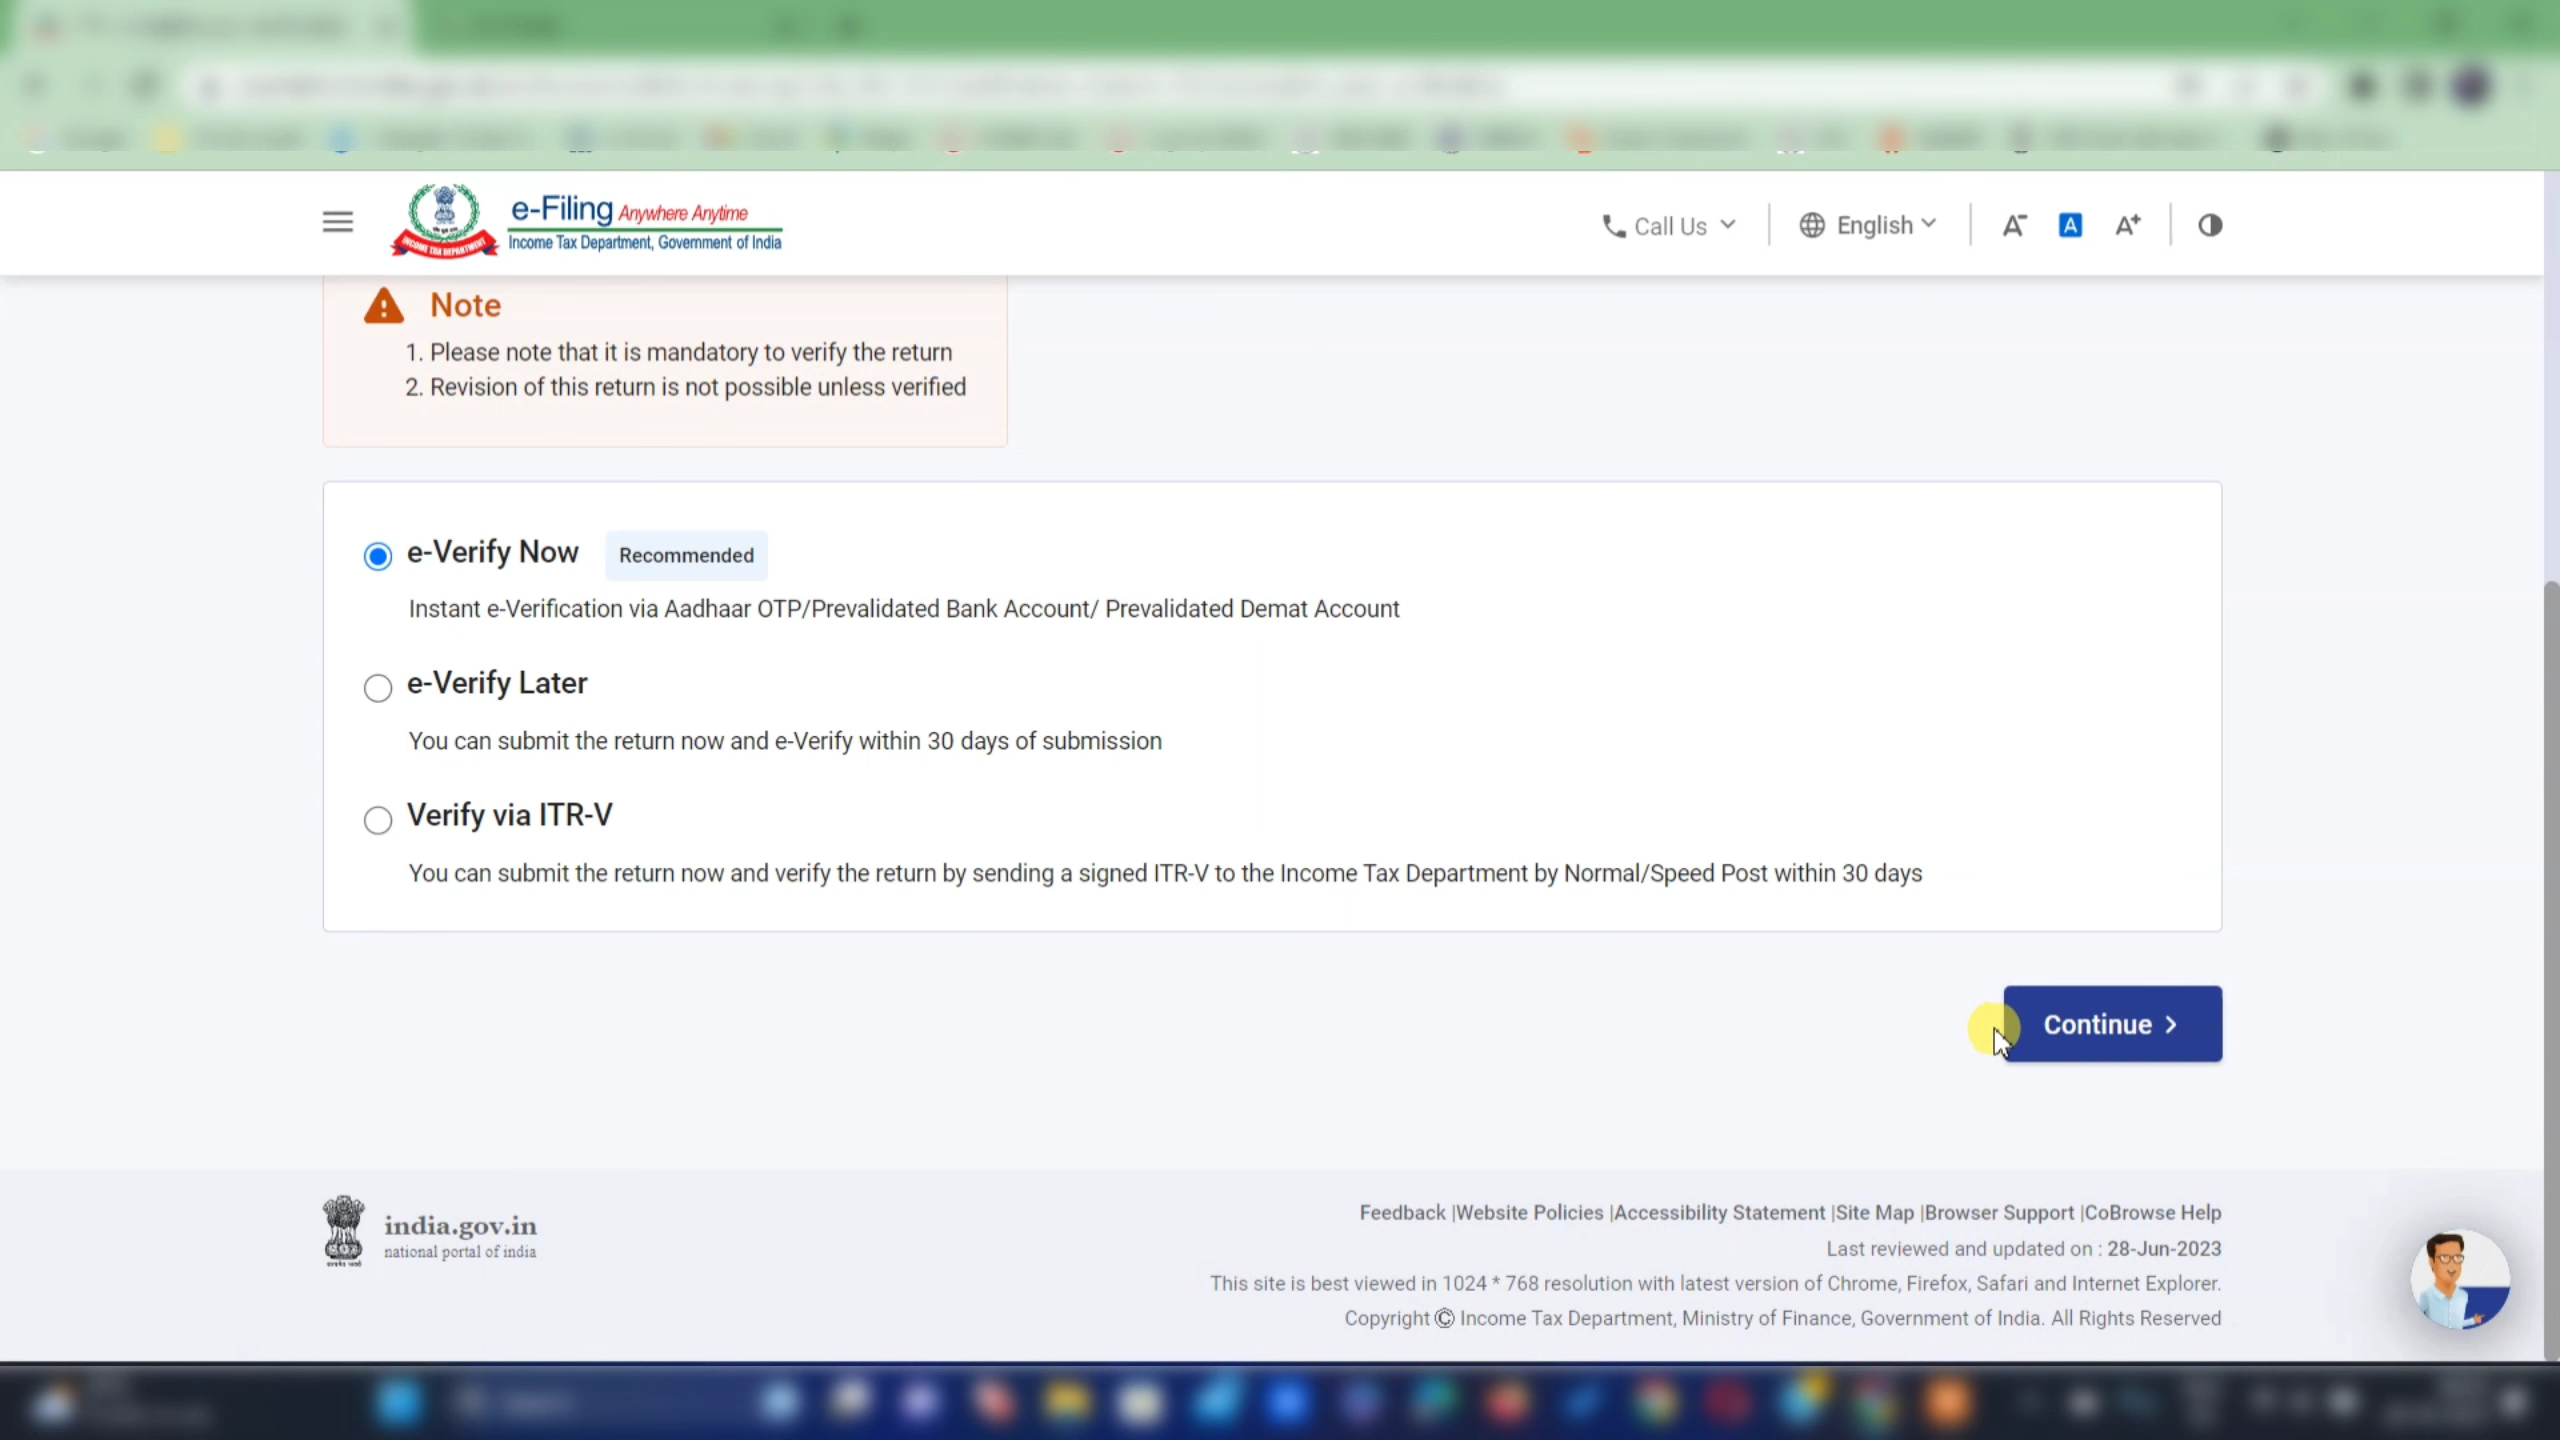 e-Filing Anywhere Anytime
Income Tax Department, Government of India
INCOME TAX DEPARTMENT
Call Us
English
A-
A
A+
Note
1. Please note that it is mandatory to verify the return
2. Revision of this return is not possible unless verified
e-Verify Now Recommended
Instant e-Verification via Aadhaar OTP/Prevalidated Bank Account/ Prevalidated Demat Account
e-Verify Later
You can submit the return now and e-Verify within 30 days of submission
Verify via ITR-V
You can submit the return now and verify the return by sending a signed ITR-V to the Income Tax Department by Normal/Speed Post within 30 days
Continue >
india.gov.in
national portal of india
Feedback |Website Policies |Accessibility Statement |Site Map |Browser Support |CoBrowse Help
Last reviewed and updated on : 28-Jun-2023
This site is best viewed in 1024 * 768 resolution with latest version of Chrome, Firefox, Safari and Internet Explorer.
Copyright © Income Tax Department, Ministry of Finance, Government of India. All Rights Reserved